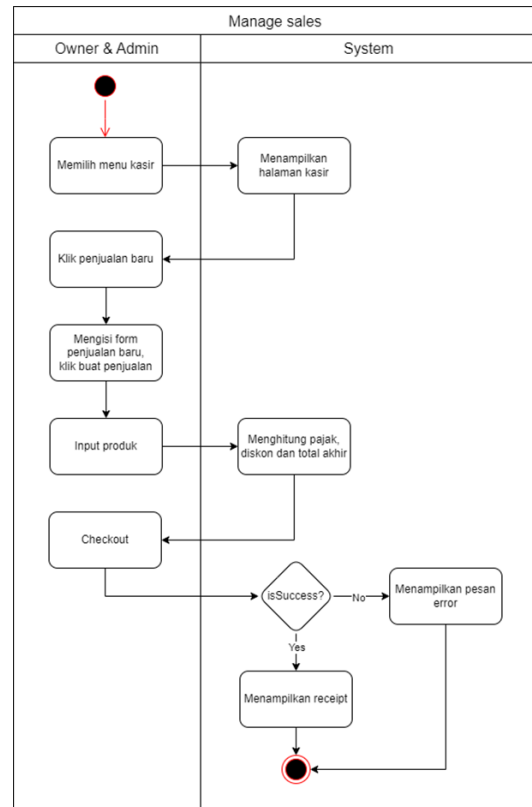 Manage sales
Owner & Admin
System
Memilih menu kasir
Menampilkan
halaman kasir
Klik penjualan baru
Mengisi form
penjualan baru,
klik buat penjualan
Input produk
Menghitung pajak,
diskon dan total akhir
Checkout
isSuccess?
No
Menampilkan pesan
error
Yes
Menampilkan receipt